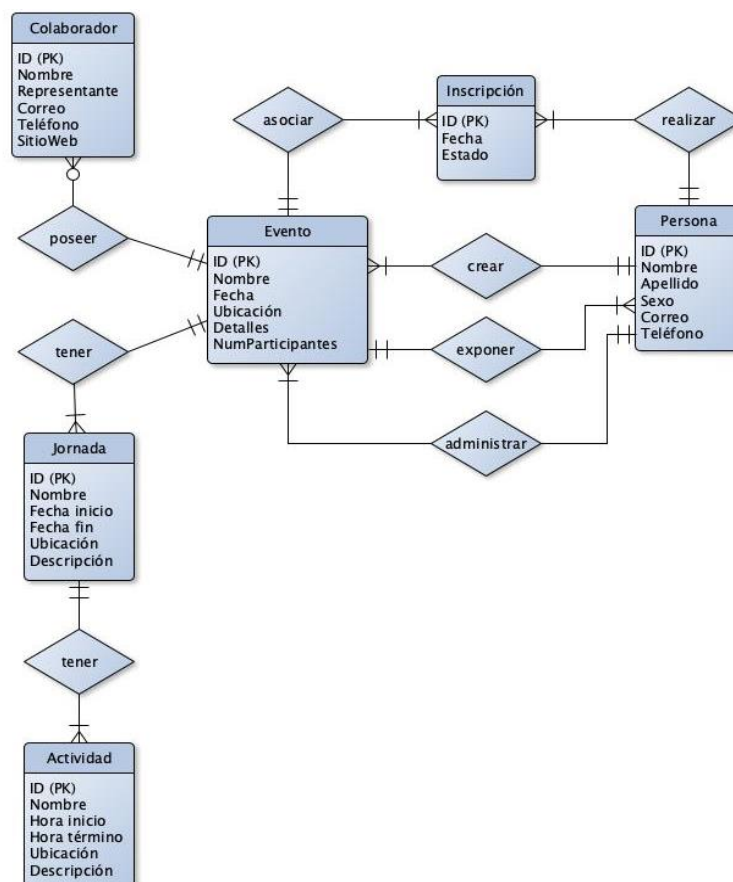 Colaborador
ID (PK)
Nombre
Representante
Correo
Teléfono
SitioWeb
asociar
Inscripción
ID (PK)
Fecha
Estado
realizar
poseer
Evento
ID (PK)
Nombre
Fecha
Ubicación
Detalles
NumParticipantes
crear
Persona
ID (PK)
Nombre
Apellido
Sexo
Correo
Teléfono
exponer
tener
administrar
Jornada
ID (PK)
Nombre
Fecha inicio
Fecha fin
Ubicación
Descripción
tener
Actividad
ID (PK)
Nombre
Hora inicio
Hora término
Ubicación
Descripción